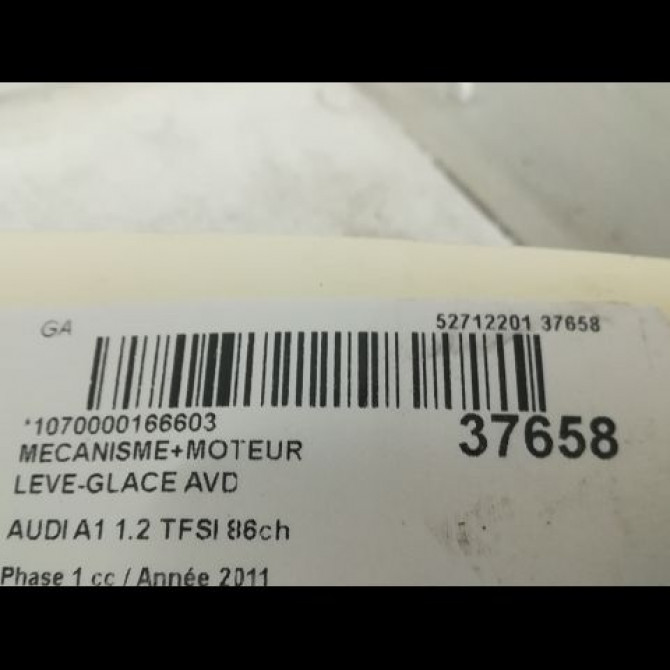 GA
52712201 37658
*1070000166603
37658
MECANISME+MOTEUR
LEVE-GLACE AVD
AUDI A1 1.2 TFSI 86ch
Phase 1 cc / Année 2011